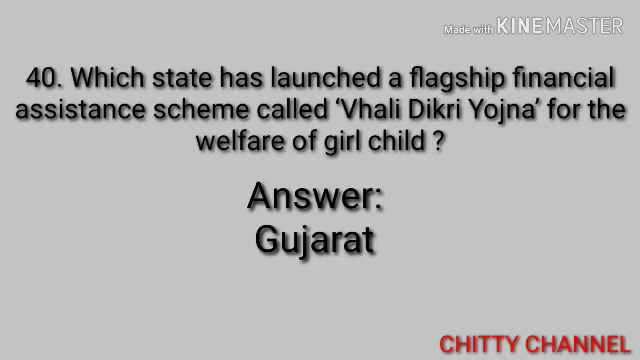 Made with KINEMASTER
40. Which state has launched a flagship financial
assistance scheme called ‘Vhali Dikri Yojna’ for the
welfare of girl child ?
Answer:
Gujarat
CHITTY CHANNEL